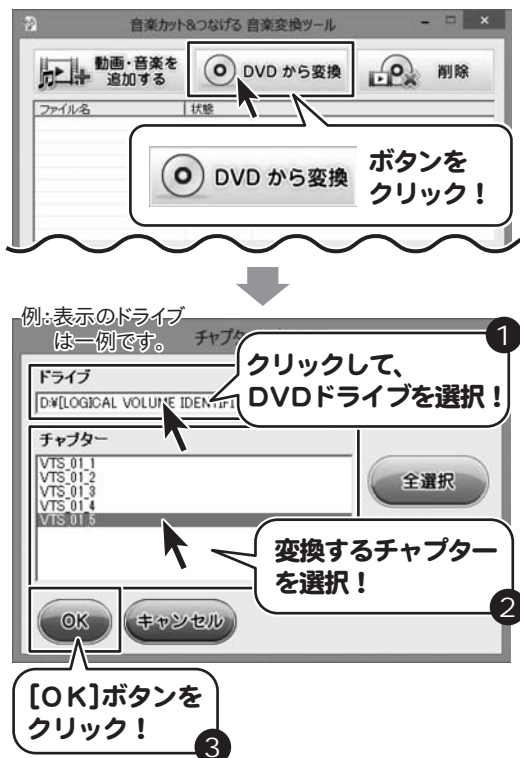 音楽カット&つなげる 音楽変換ツール
動画・音楽を
追加する
DVD から変換
削除
ファイル名
状態
DVD から変換
ボタンを
クリック！
例:表示のドライブ
は一例です。
チャプタ
1
クリックして、
DVDドライブを選択！
ドライブ
D:¥[LOGICAL VOLUME IDENTIFI
チャプター
VTS_01_1
VTS_01_2
VTS_01_3
VTS_01_4
VTS_01_5
全選択
変換するチャプター
を選択！
2
OK
キャンセル
[OK]ボタンを
クリック！
3